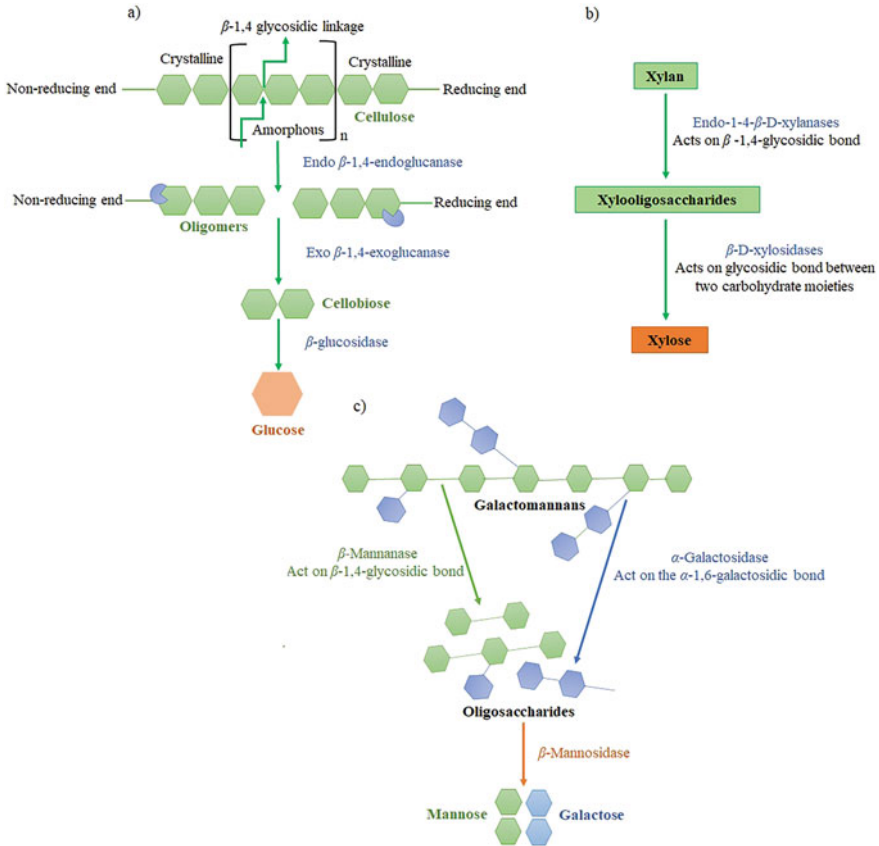 a)
β-1,4 glycosidic linkage
Crystalline
Crystalline
Non-reducing end
Reducing end
Cellulose
Amorphous
n
Endo β-1,4-endoglucanase
Non-reducing end
Reducing end
Oligomers
Exo β-1,4-exoglucanase
Cellobiose
β-glucosidase
Glucose
b)
Xylan
Endo-1-4-β-D-xylanases
Acts on β -1,4-glycosidic bond
Xylooligosaccharides
β-D-xylosidases
Acts on glycosidic bond between
two carbohydrate moieties
Xylose
c)
Galactomannans
β-Mannanase
Act on β-1,4-glycosidic bond
α-Galactosidase
Act on the α-1,6-galactosidic bond
Oligosaccharides
β-Mannosidase
Mannose
Galactose